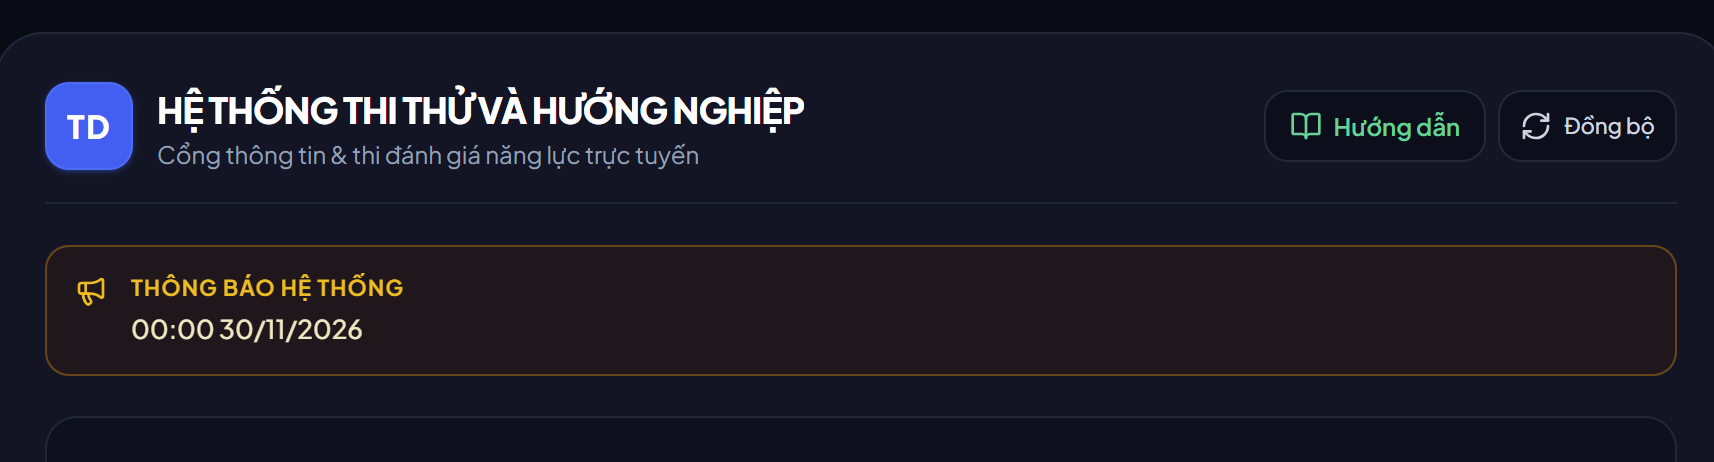 TD
HỆ THỐNG THI THỬ VÀ HƯỚNG NGHIỆP
Cổng thông tin & thi đánh giá năng lực trực tuyến
Hướng dẫn
Đồng bộ
THÔNG BÁO HỆ THỐNG
00:00 30/11/2026